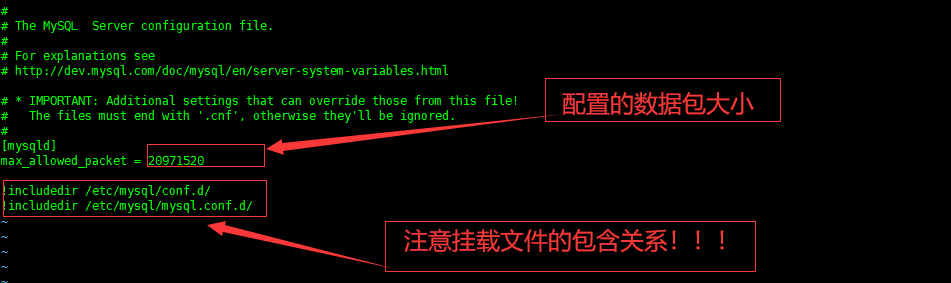 #
# The MySQL  Server configuration file.
#
# For explanations see
# http://dev.mysql.com/doc/mysql/en/server-system-variables.html
# * IMPORTANT: Additional settings that can override those from this file!
#   The files must end with '.cnf', otherwise they'll be ignored.
#
[mysqld]
max_allowed_packet = 20971520
配置的数据包大小
!includedir /etc/mysql/conf.d/
!includedir /etc/mysql/mysql.conf.d/
注意挂载文件的包含关系！！！
~
~
~
~
~